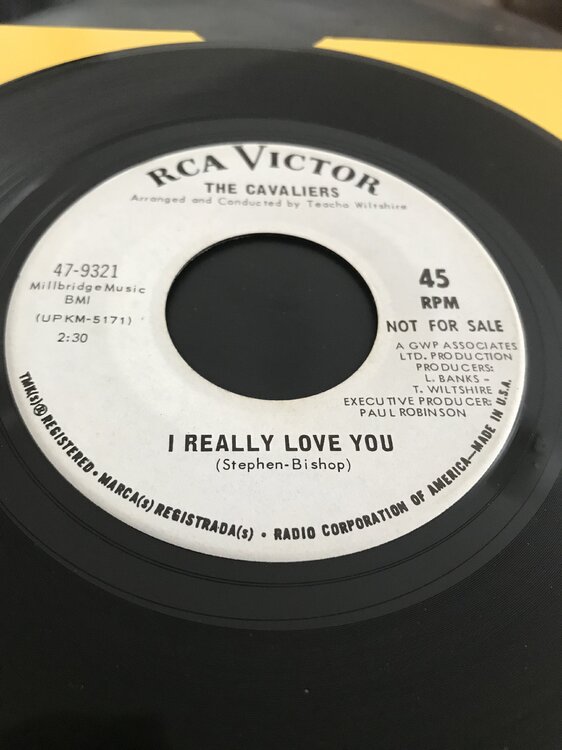 RCA VICTOR
THE CAVALIERS
Arranged and Conducted by Teacho Wiltshire
47-9321
Millbridge Music
BMI
(UPKM-5171)
2:30
45
RPM
NOT FOR SALE
A GWP ASSOCIATES
LTD. PRODUCTION
PRODUCERS:
L. BANKS -
T. WILTSHIRE
EXECUTIVE PRODUCER:
PAUL ROBINSON
I REALLY LOVE YOU
(Stephen-Bishop)
TMK(s) ® REGISTERED • MARCA(s) REGISTRADA(s) • RADIO CORPORATION OF AMERICA—MADE IN U.S.A.